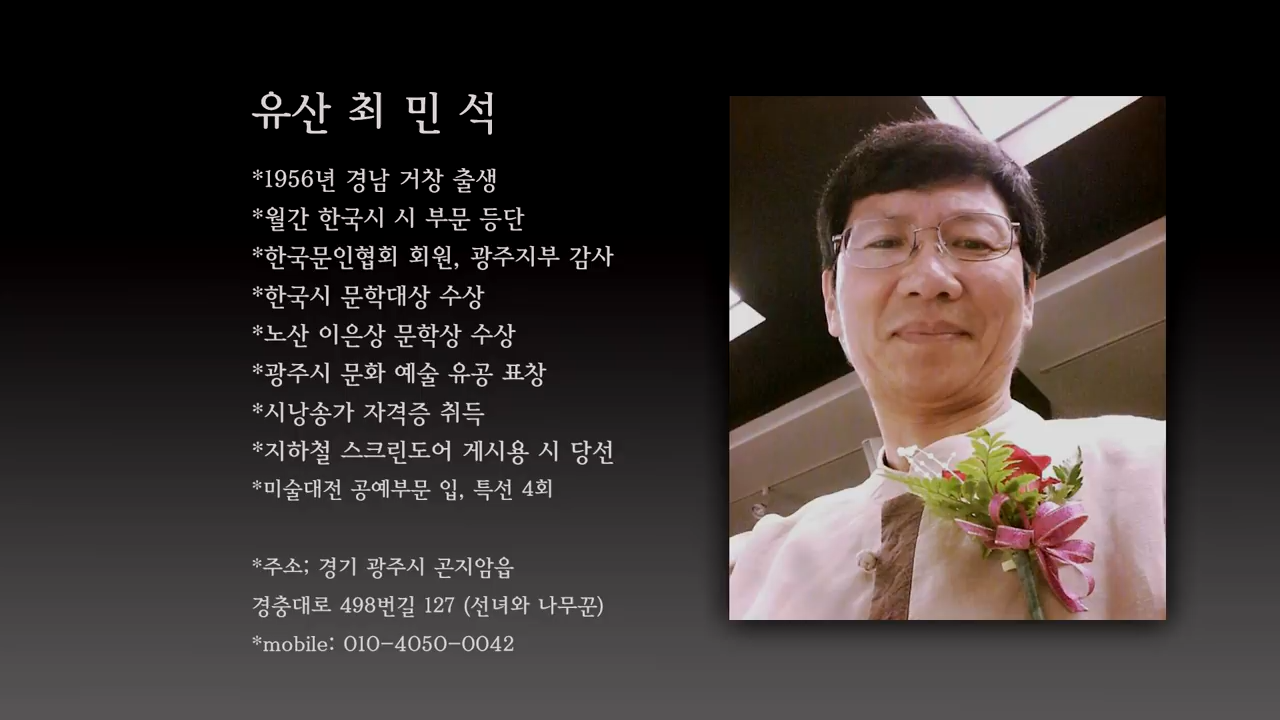 유산 최 민 석
*1956년 경남 거창 출생
*월간 한국시 시 부문 등단
*한국문인협회 회원, 광주지부 감사
*한국시 문학대상 수상
*노산 이은상 문학상 수상
*광주시 문화 예술 유공 표창
*시낭송가 자격증 취득
*지하철 스크린도어 게시용 시 당선
*미술대전 공예부문 입, 특선 4회
*주소; 경기 광주시 곤지암읍
경충대로 498번길 127 (선녀와 나무꾼)
*mobile: 010-4050-0042